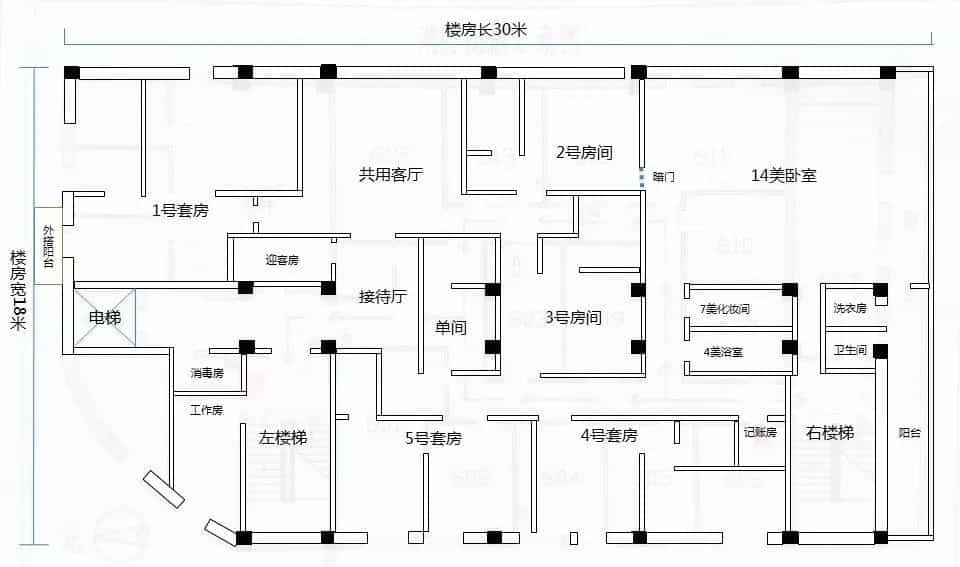 楼房长30米
2号房间
共用客厅
暗门
14美卧室
1号套房
外搭阳台
楼房宽18米
迎客房
接待厅
电梯
单间
3号房间
7美化妆间
洗衣房
4美浴室
卫生间
消毒房
工作房
左楼梯
5号套房
4号套房
记账房
右楼梯
阳台